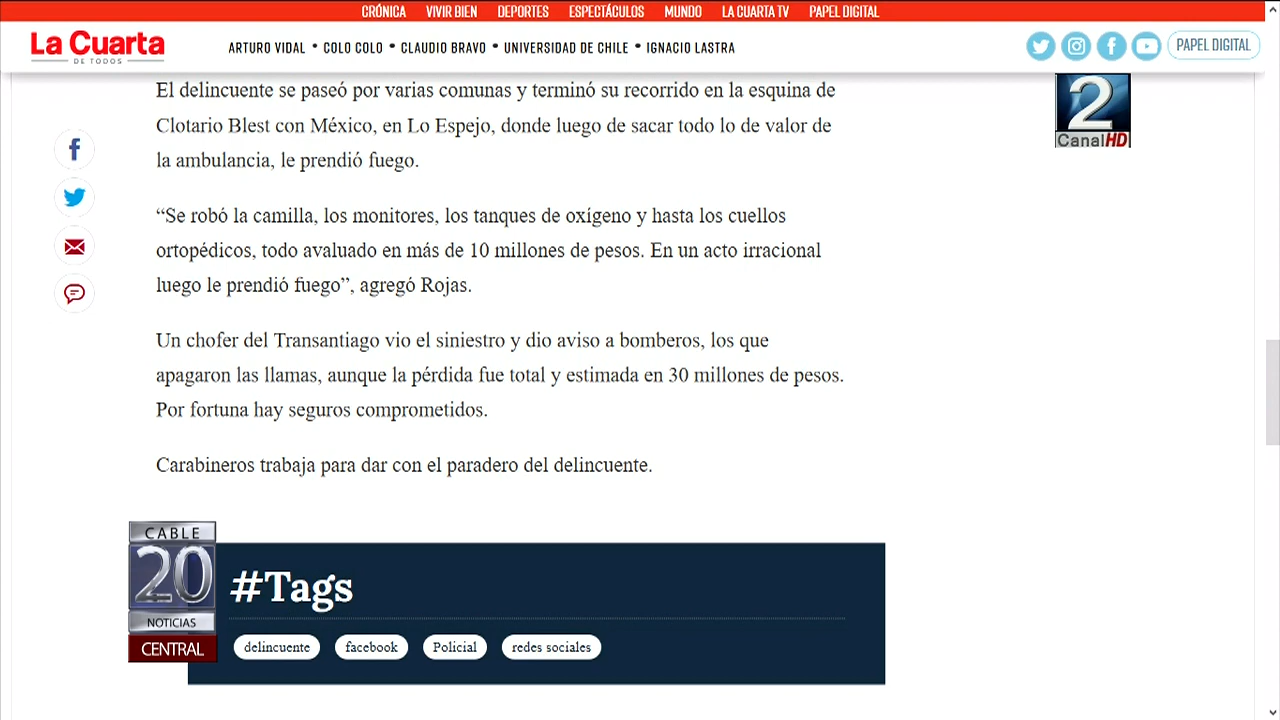 CRÓNICA VIVIR BIEN DEPORTES ESPECTÁCULOS MUNDO LA CUARTA TV PAPEL DIGITAL
La Cuarta
DE TODOS
ARTURO VIDAL • COLO COLO • CLAUDIO BRAVO • UNIVERSIDAD DE CHILE • IGNACIO LASTRA
PAPEL DIGITAL
2
CanalHD
El delincuente se paseó por varias comunas y terminó su recorrido en la esquina de
Clotario Blest con México, en Lo Espejo, donde luego de sacar todo lo de valor de
la ambulancia, le prendió fuego.
“Se robó la camilla, los monitores, los tanques de oxígeno y hasta los cuellos
ortopédicos, todo avaluado en más de 10 millones de pesos. En un acto irracional
luego le prendió fuego”, agregó Rojas.
Un chofer del Transantiago vio el siniestro y dio aviso a bomberos, los que
apagaron las llamas, aunque la pérdida fue total y estimada en 30 millones de pesos.
Por fortuna hay seguros comprometidos.
Carabineros trabaja para dar con el paradero del delincuente.
CABLE
20
NOTICIAS
CENTRAL
#Tags
delincuente facebook Policial redes sociales